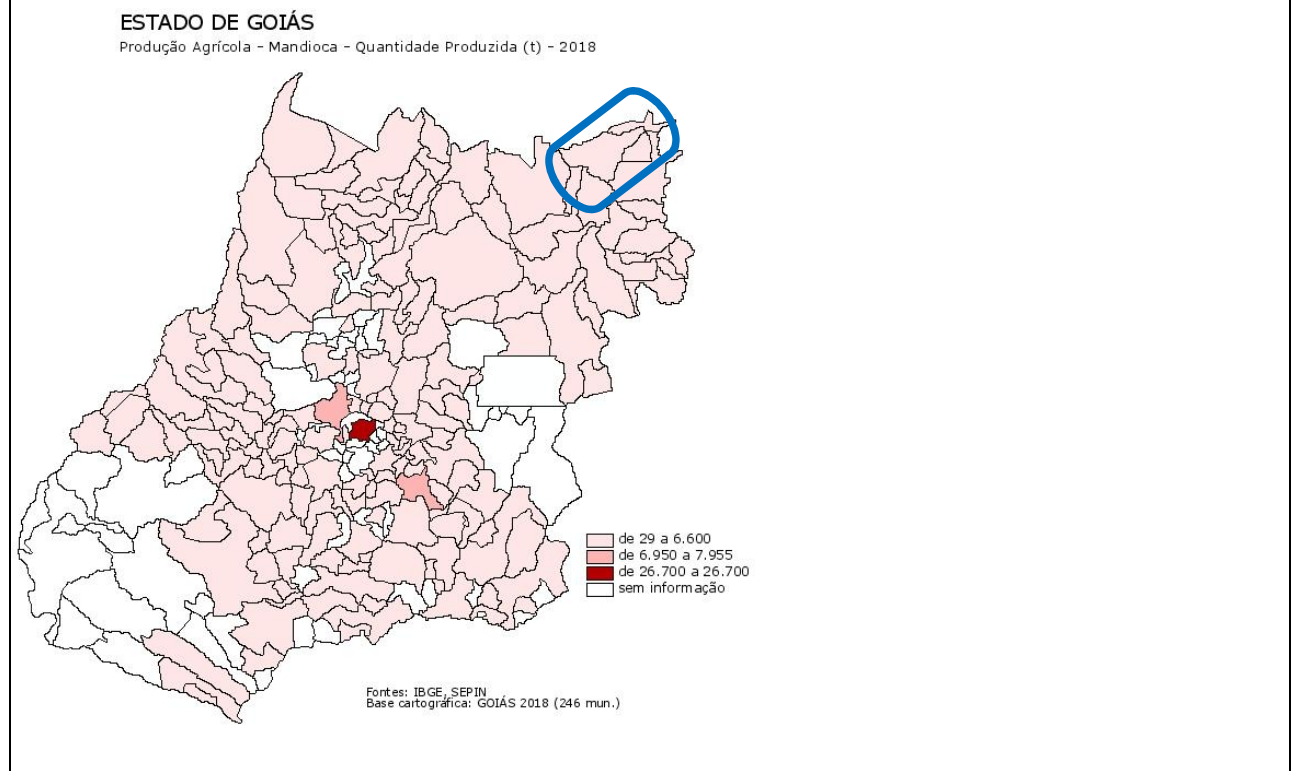 ESTADO DE GOIÁS
Produção Agrícola - Mandioca - Quantidade Produzida (t) - 2018
de 29 a 6.600
de 6.950 a 7.955
de 26.700 a 26.700
sem informação
Fontes: IBGE, SEPIN
Base cartográfica: GOIÁS 2018 (246 mun.)